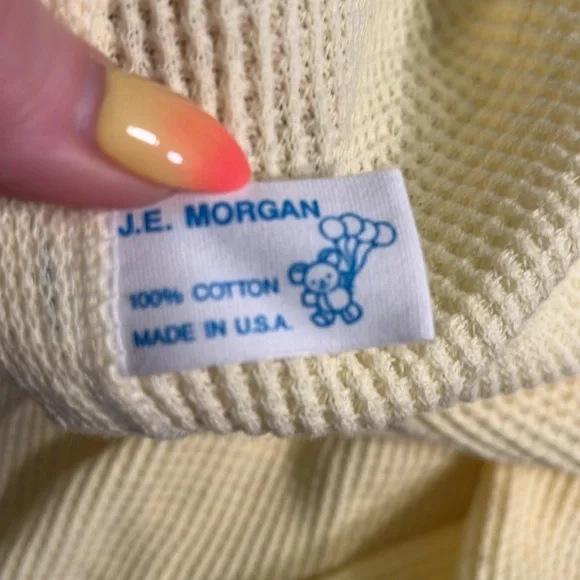 J.E. MORGAN
100% COTTON
MADE IN U.S.A.